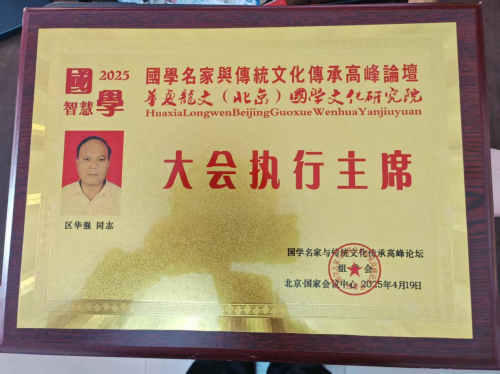 國學
智慧
2025
國學名家與傳統文化傳承高峰論壇
華夏龍文(北京)國学文化研究院
HuaxiaLongwenBeijingGuoxueWenhuaYanjiuyuan
大会执行主席
区华强 同志
国学名家与传统文化传承高峰论坛
组委会
北京·国家会议中心 2025年4月19日